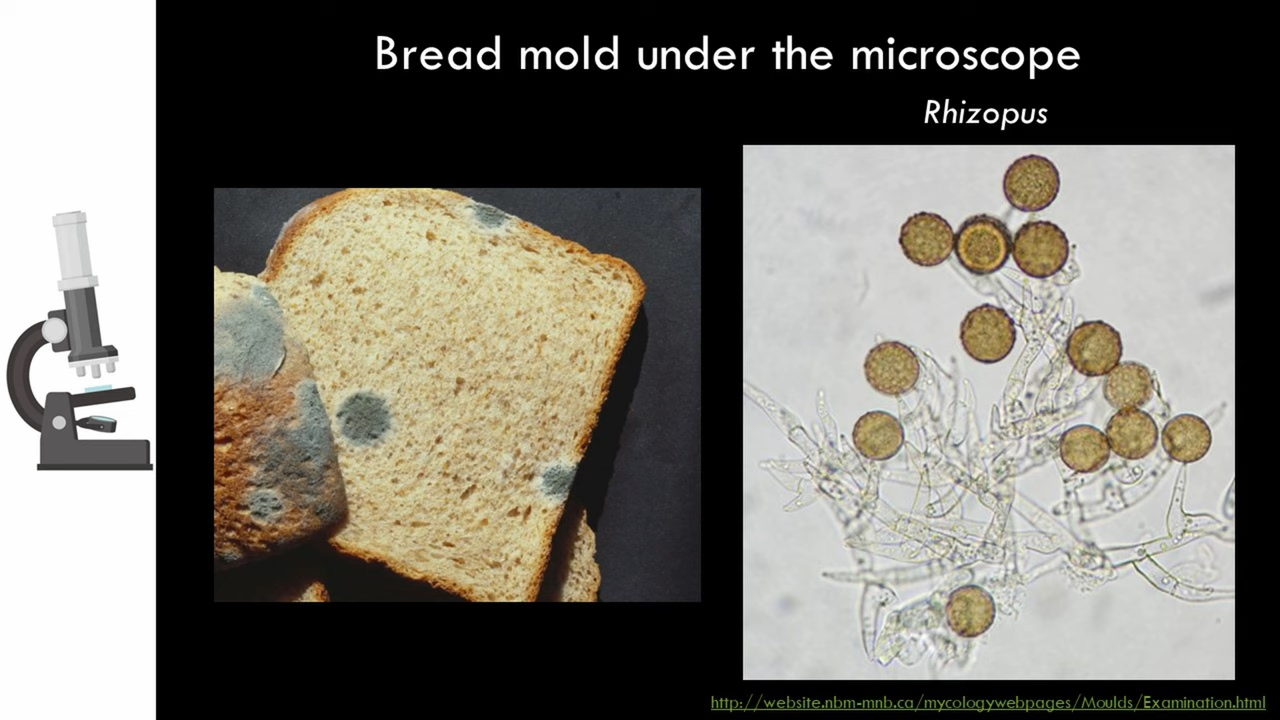 Bread mold under the microscope
Rhizopus
http://website.nbm-mnb.ca/mycologywebpages/Moulds/Examination.html